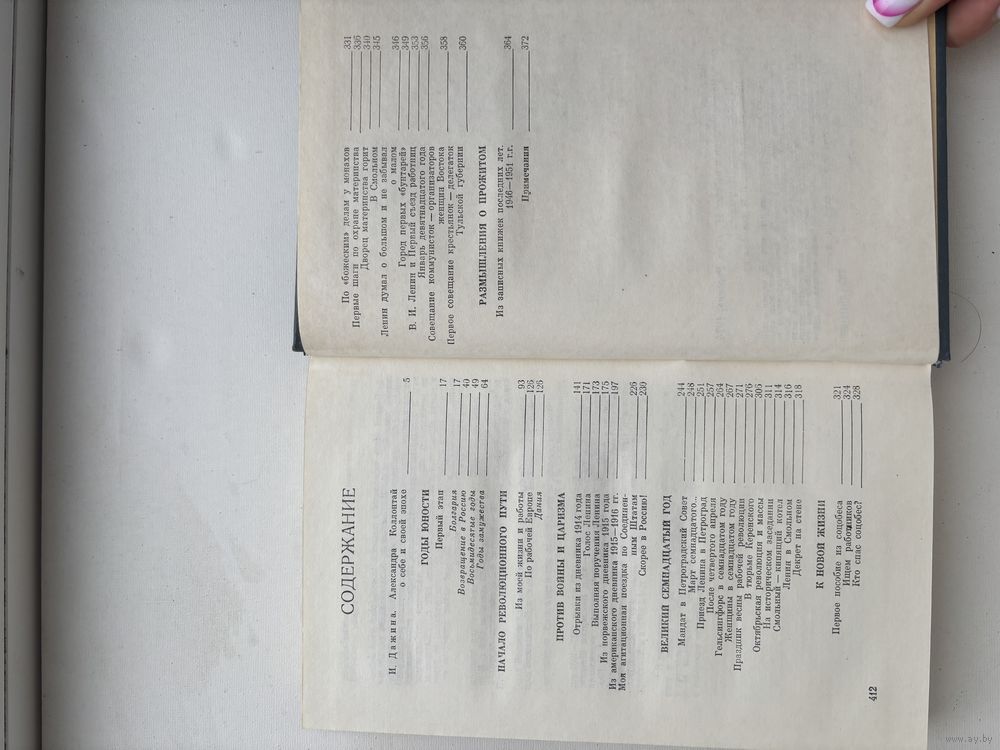 СОДЕРЖАНИЕ
И. Дажина. Александра Коллонтай
о себе и своей эпохе 5
ГОДЫ ЮНОСТИ
Первый этап 17
Болгария 17
Возвращение в Россию 40
Восьмидесятые годы 49
Годы замужества 64
НАЧАЛО РЕВОЛЮЦИОННОГО ПУТИ
Из моей жизни и работы 93
По рабочей Европе 126
Дания 126
ПРОТИВ ВОЙНЫ И ЦАРИЗМА
Отрывки из дневника 1914 года 141
Голос Ленина 171
Выполняя поручения Ленина 173
Из норвежского дневника 1915 года 175
Из американского дневника 1915—1916 гг. 197
Моя агитационная поездка по Соединен-
ным Штатам 226
Скорее в Россию! 230
ВЕЛИКИЙ СЕМНАДЦАТЫЙ ГОД
Мандат в Петроградский Совет 244
Март семнадцатого... 248
Приезд Ленина в Петроград 251
После четвертого апреля 257
Гельсингфорс в семнадцатом году 264
Женщины в семнадцатом году 267
Праздник весны рабочей революции 271
В тюрьме Керенского 276
Октябрьская революция и массы 306
На историческом заседании 311
Смольный — кипящий котел 314
Ленин в Смольном 316
Декрет на стене 318
К НОВОЙ ЖИЗНИ
Первое пособие из соцобеса 321
Ищем работников 324
Кто спас соцобес? 328
412
По «божеским» делам у монахов 331
Первые шаги по охране материнства 336
Дворец материнства горит 340
В Смольном 345
Ленин думал о большом и не забывал
о малом 346
Город первых «бунтарей» 349
В. И. Ленин и Первый съезд работниц 353
Январь девятнадцатого года 356
Совещание коммунисток — организаторов
женщин Востока 358
Первое совещание крестьянок — делегаток
Тульской губернии 360
РАЗМЫШЛЕНИЯ О ПРОЖИТОМ
Из записных книжек последних лет.
1946—1951 г.г. 364
Примечания 372
www.ay.by